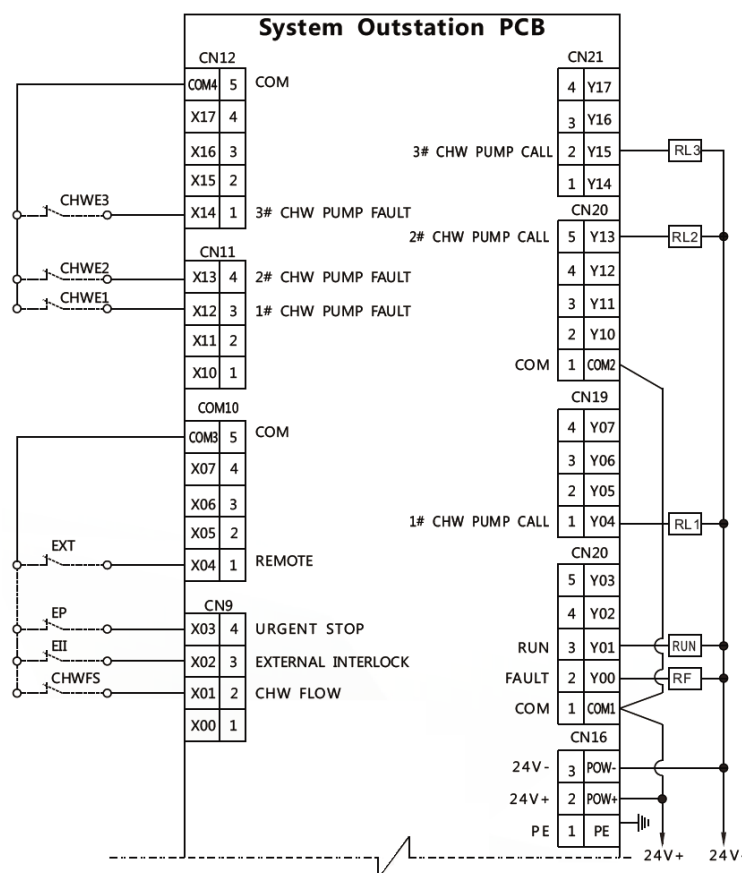 System Outstation PCB
CN12
COM4 5 COM
X17 4
X16 3
X15 2
CHWE3 X14 1 3# CHW PUMP FAULT
CN11
CHWE2 X13 4 2# CHW PUMP FAULT
CHWE1 X12 3 1# CHW PUMP FAULT
X11 2
X10 1
COM10
COM3 5 COM
X07 4
X06 3
X05 2
EXT X04 1 REMOTE
CN9
EP X03 4 URGENT STOP
EII X02 3 EXTERNAL INTERLOCK
CHWFS X01 2 CHW FLOW
X00 1
CN21
4 Y17
3 Y16
3# CHW PUMP CALL 2 Y15 RL3
1 Y14
CN20
2# CHW PUMP CALL 5 Y13 RL2
4 Y12
3 Y11
2 Y10
COM 1 COM2
CN19
4 Y07
3 Y06
2 Y05
1# CHW PUMP CALL 1 Y04 RL1
CN20
5 Y03
4 Y02
RUN 3 Y01 RUN
FAULT 2 Y00 RF
COM 1 COM1
CN16
24V- 3 POW-
24V+ 2 POW+
PE 1 PE
24V+ 24V-